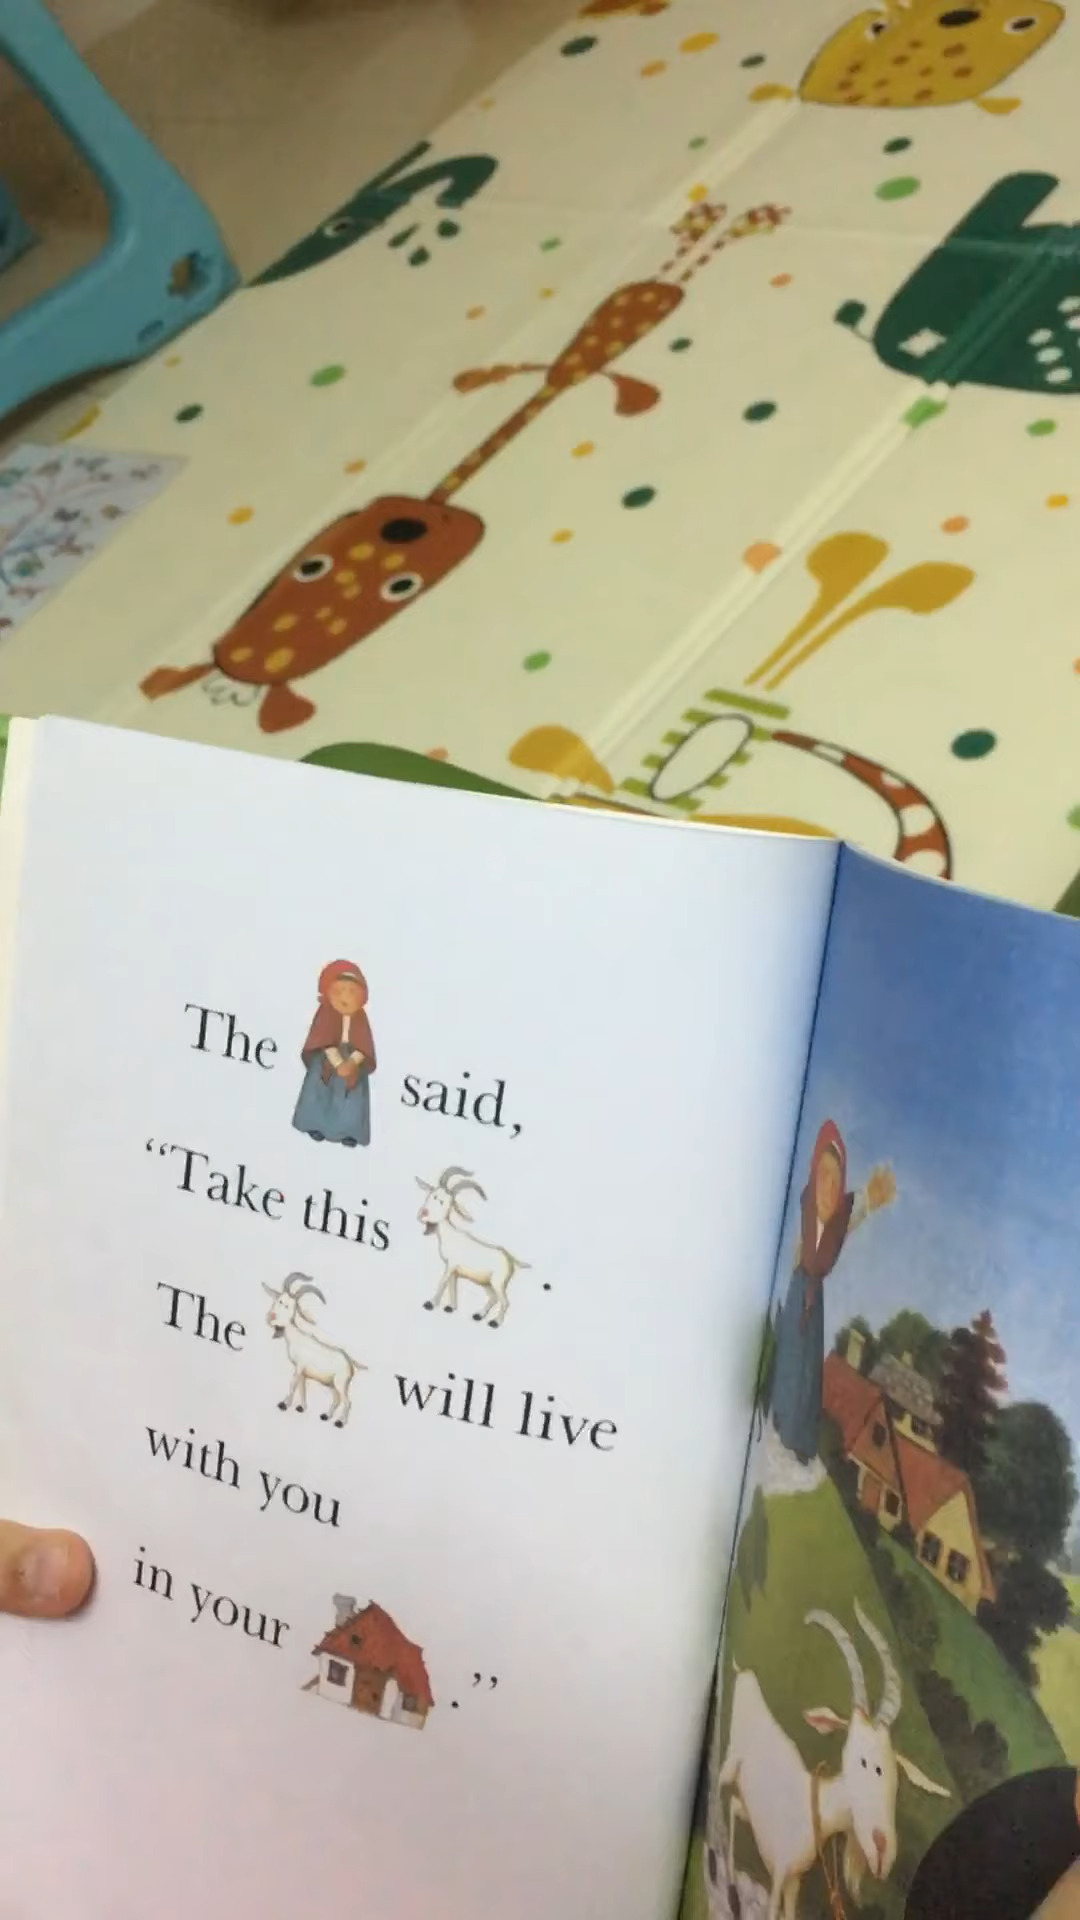 The said,
“Take this .
The will live
with you
in your .”